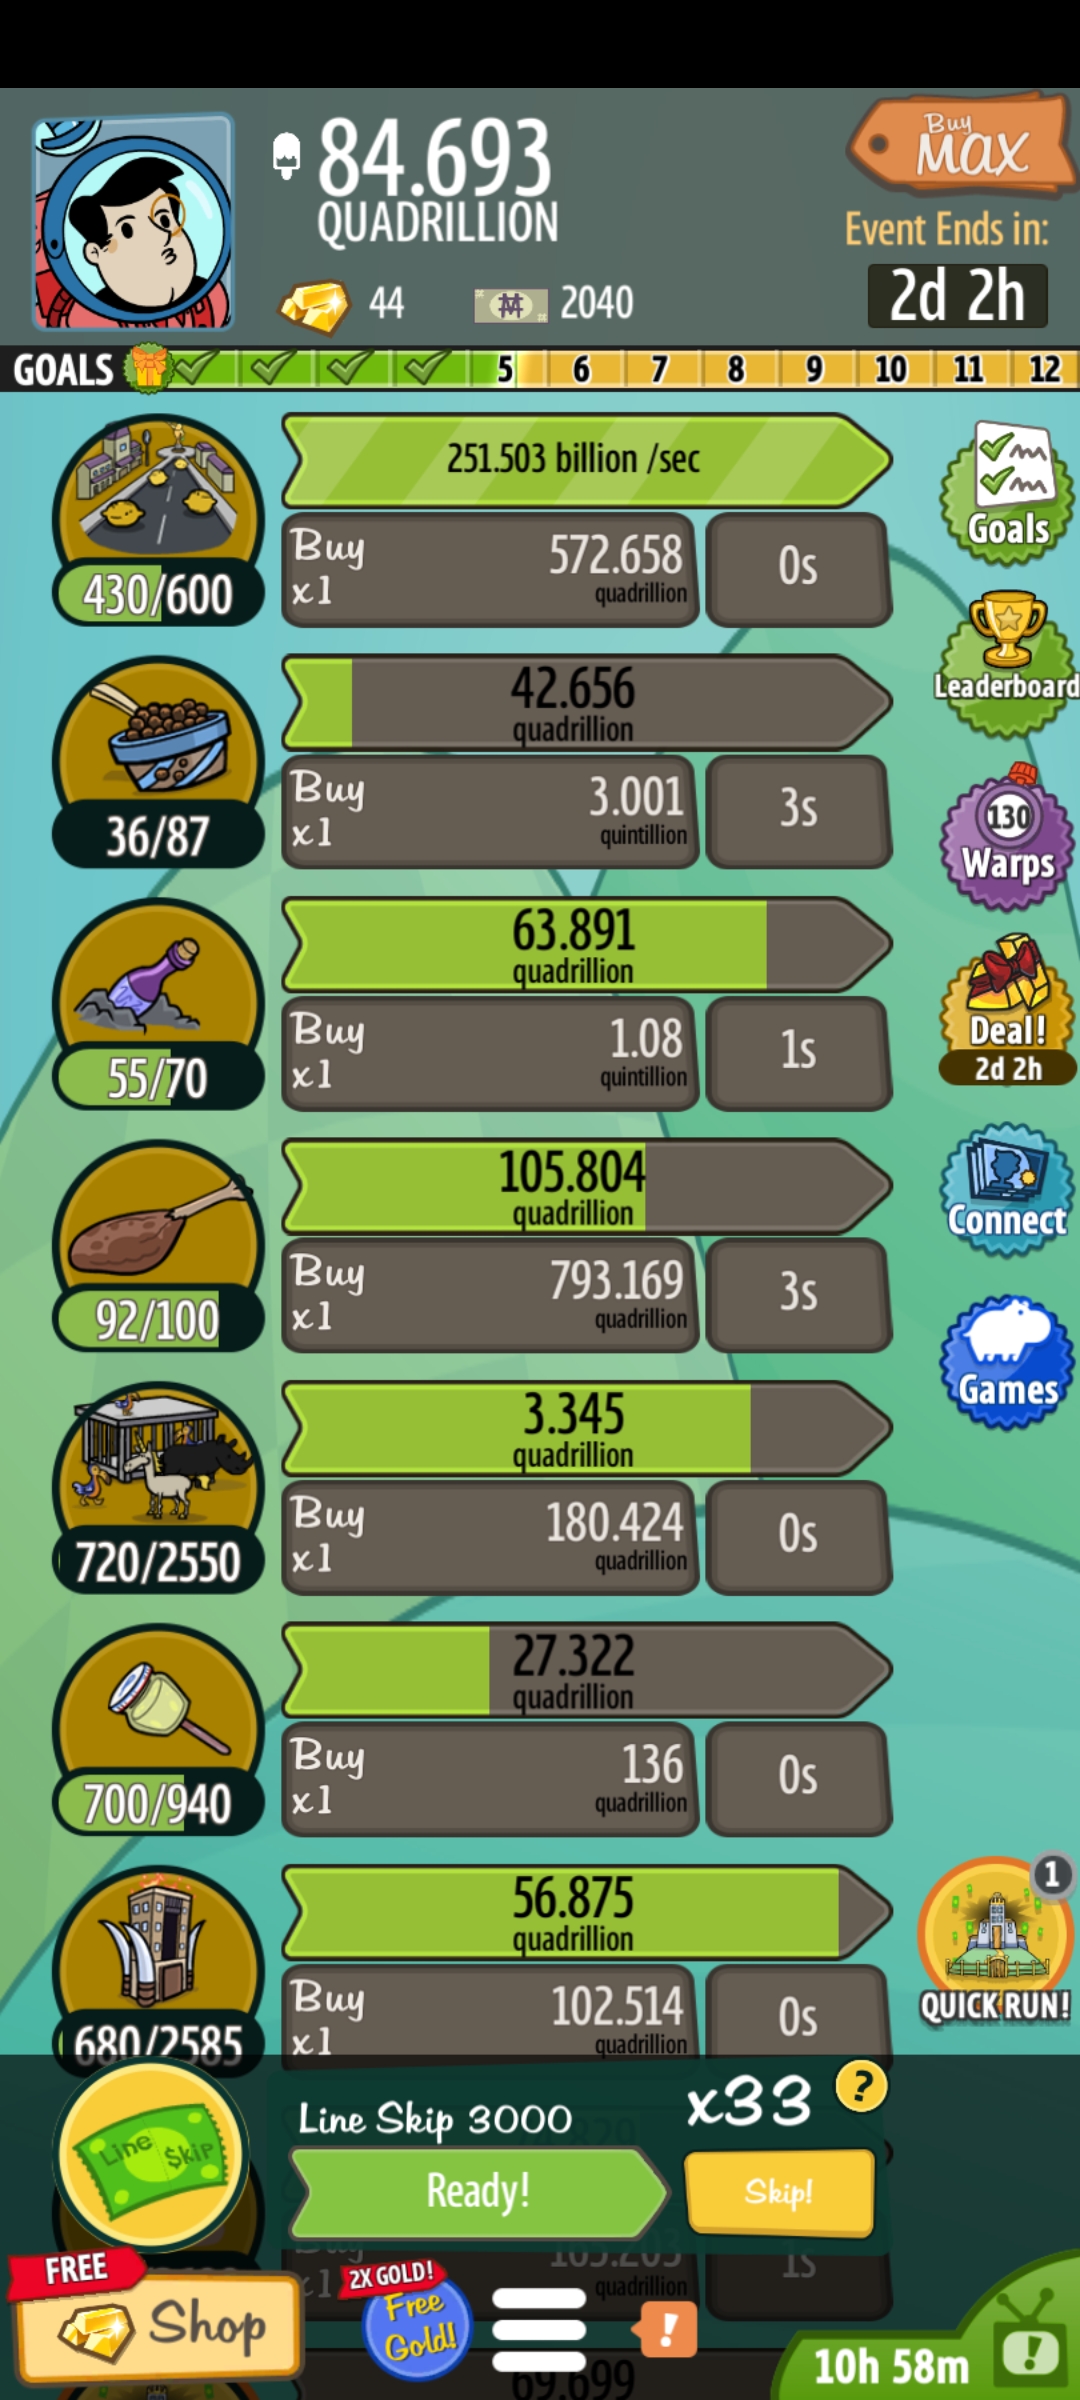 84.693
QUADRILLION
Buy
MAX
Event Ends in:
2d 2h
44
2040
GOALS
5 6 7 8 9 10 11 12
251.503 billion /sec
Buy
x1
572.658
quadrillion
0s
430/600
Goals
Leaderboard
42.656
quadrillion
Buy
x1
3.001
quintillion
3s
36/87
130
Warps
63.891
quadrillion
Buy
x1
1.08
quintillion
1s
55/70
Deal!
2d 2h
105.804
quadrillion
Buy
x1
793.169
quadrillion
3s
92/100
Connect
3.345
quadrillion
Buy
x1
180.424
quadrillion
0s
720/2550
Games
27.322
quadrillion
Buy
x1
136
quadrillion
0s
700/940
56.875
quadrillion
Buy
x1
102.514
quadrillion
0s
680/2585
1
QUICK RUN!
Line Skip
Line Skip 3000
x33
?
Ready!
Skip!
Buy
x1
quadrillion
1s
FREE
Shop
2X GOLD!
Free
Gold!
!
10h 58m
!
69.699